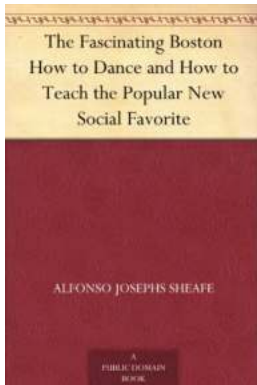 The Fascinating Boston
How to Dance and How to
Teach the Popular New
Social Favorite
ALFONSO JOSEPHS SHEAFE
A
PUBLIC DOMAIN
BOOK